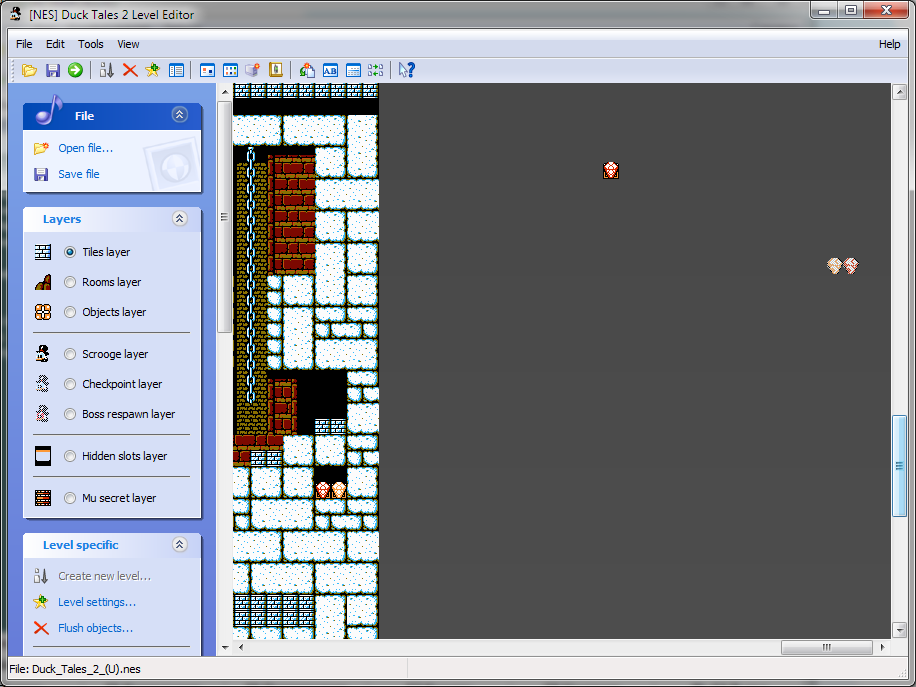 [NES] Duck Tales 2 Level Editor
File Edit Tools View Help
AB
File
Open file...
Save file
Layers
Tiles layer
Rooms layer
Objects layer
Scrooge layer
Checkpoint layer
Boss respawn layer
Hidden slots layer
Mu secret layer
Level specific
Create new level...
Level settings...
Flush objects...
File: Duck_Tales_2_(U).nes